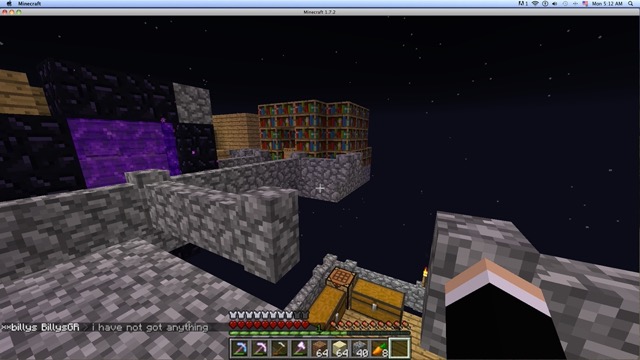 Minecraft
1
Mon 5:12 AM
Minecraft 1.7.2
**billys BillysGR i have not got anything
64 64 40 8